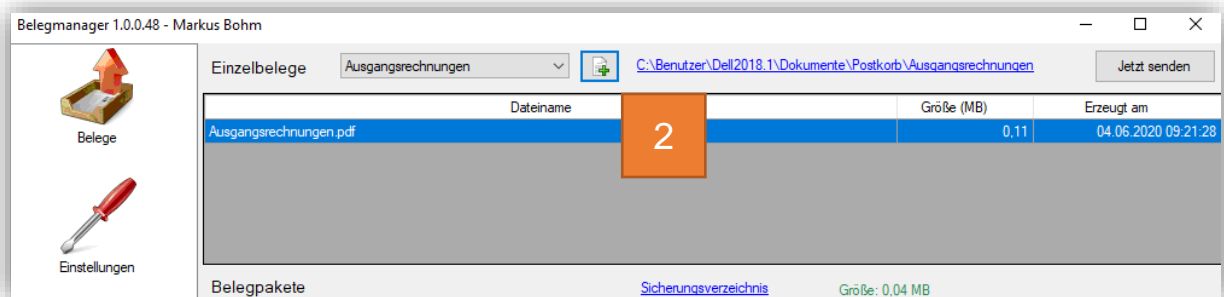 Belegmanager 1.0.0.48 - Markus Bohm
Einzelbelege Ausgangsrechnungen C:\Benutzer\Dell2018.1\Dokumente\Postkorb\Ausgangsrechnungen Jetzt senden
Belege
Dateiname Größe (MB) Erzeugt am
Ausgangsrechnungen.pdf 0,11 04.06.2020 09:21:28
2
Einstellungen
Belegpakete Sicherungsverzeichnis Größe: 0,04 MB